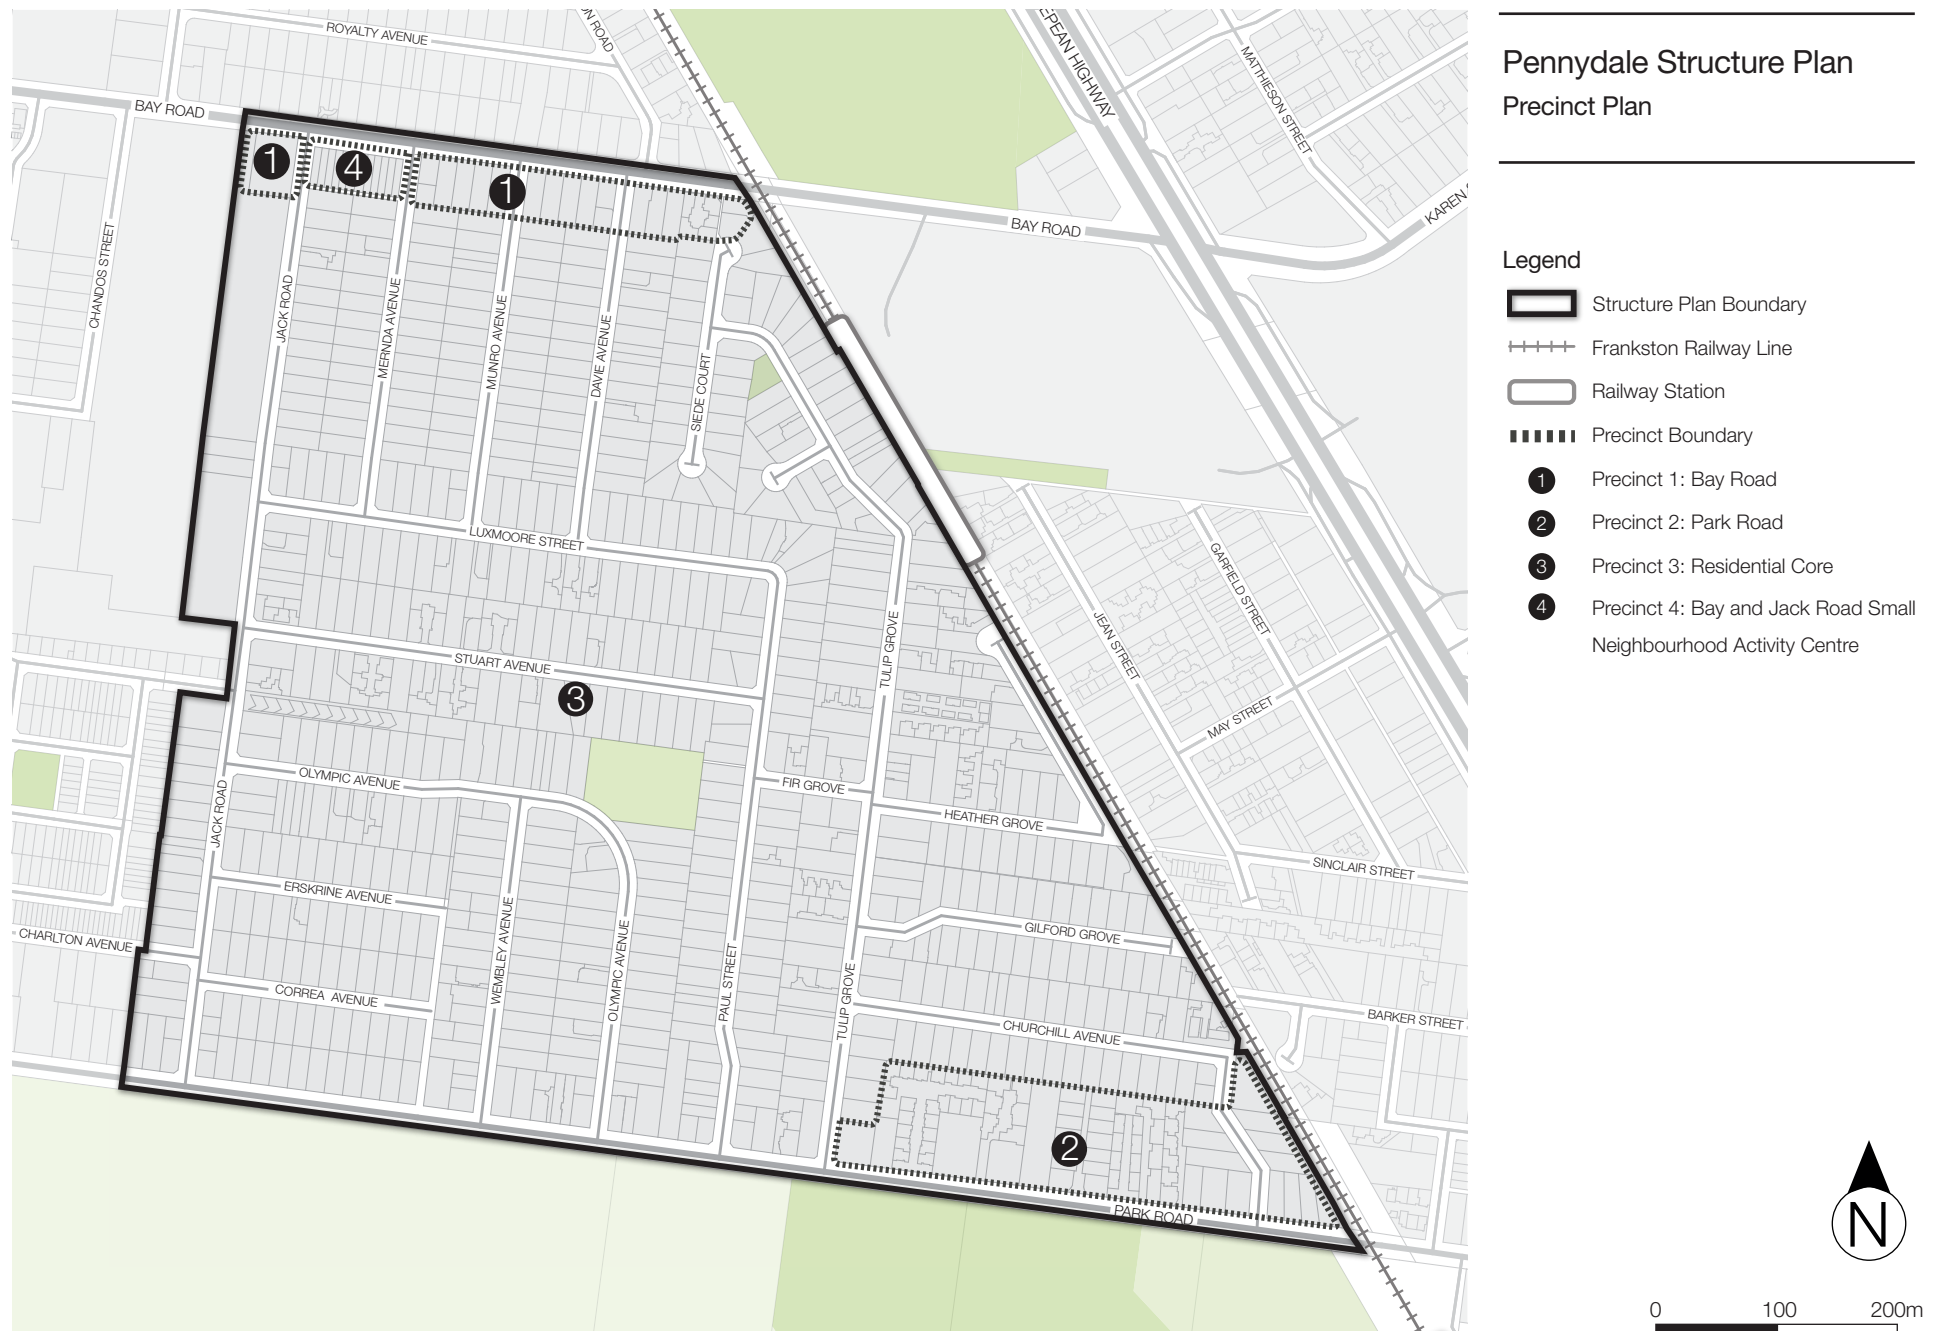 ROYALTY AVENUE
ON ROAD
EPEAN HIGHWAY
MATTHIESON STREET
KAREN S
BAY ROAD
BAY ROAD
CHANDOS STREET
1
4
1
JACK ROAD
MERNDA AVENUE
MUNRO AVENUE
DAVIE AVENUE
SIEDE COURT
LUXMOORE STREET
GARFIELD STREET
JEAN STREET
TULIP GROVE
STUART AVENUE
3
MAY STREET
OLYMPIC AVENUE
FIR GROVE
HEATHER GROVE
JACK ROAD
SINCLAIR STREET
ERSKRINE AVENUE
WEMBLEY AVENUE
OLYMPIC AVENUE
PAUL STREET
GILFORD GROVE
CHARLTON AVENUE
CORREA AVENUE
TULIP GROVE
CHURCHILL AVENUE
BARKER STREET
2
PARK ROAD
Pennydale Structure Plan
Precinct Plan
Legend
Structure Plan Boundary
Frankston Railway Line
Railway Station
Precinct Boundary
1 Precinct 1: Bay Road
2 Precinct 2: Park Road
3 Precinct 3: Residential Core
4 Precinct 4: Bay and Jack Road Small
Neighbourhood Activity Centre
N
0 100 200m